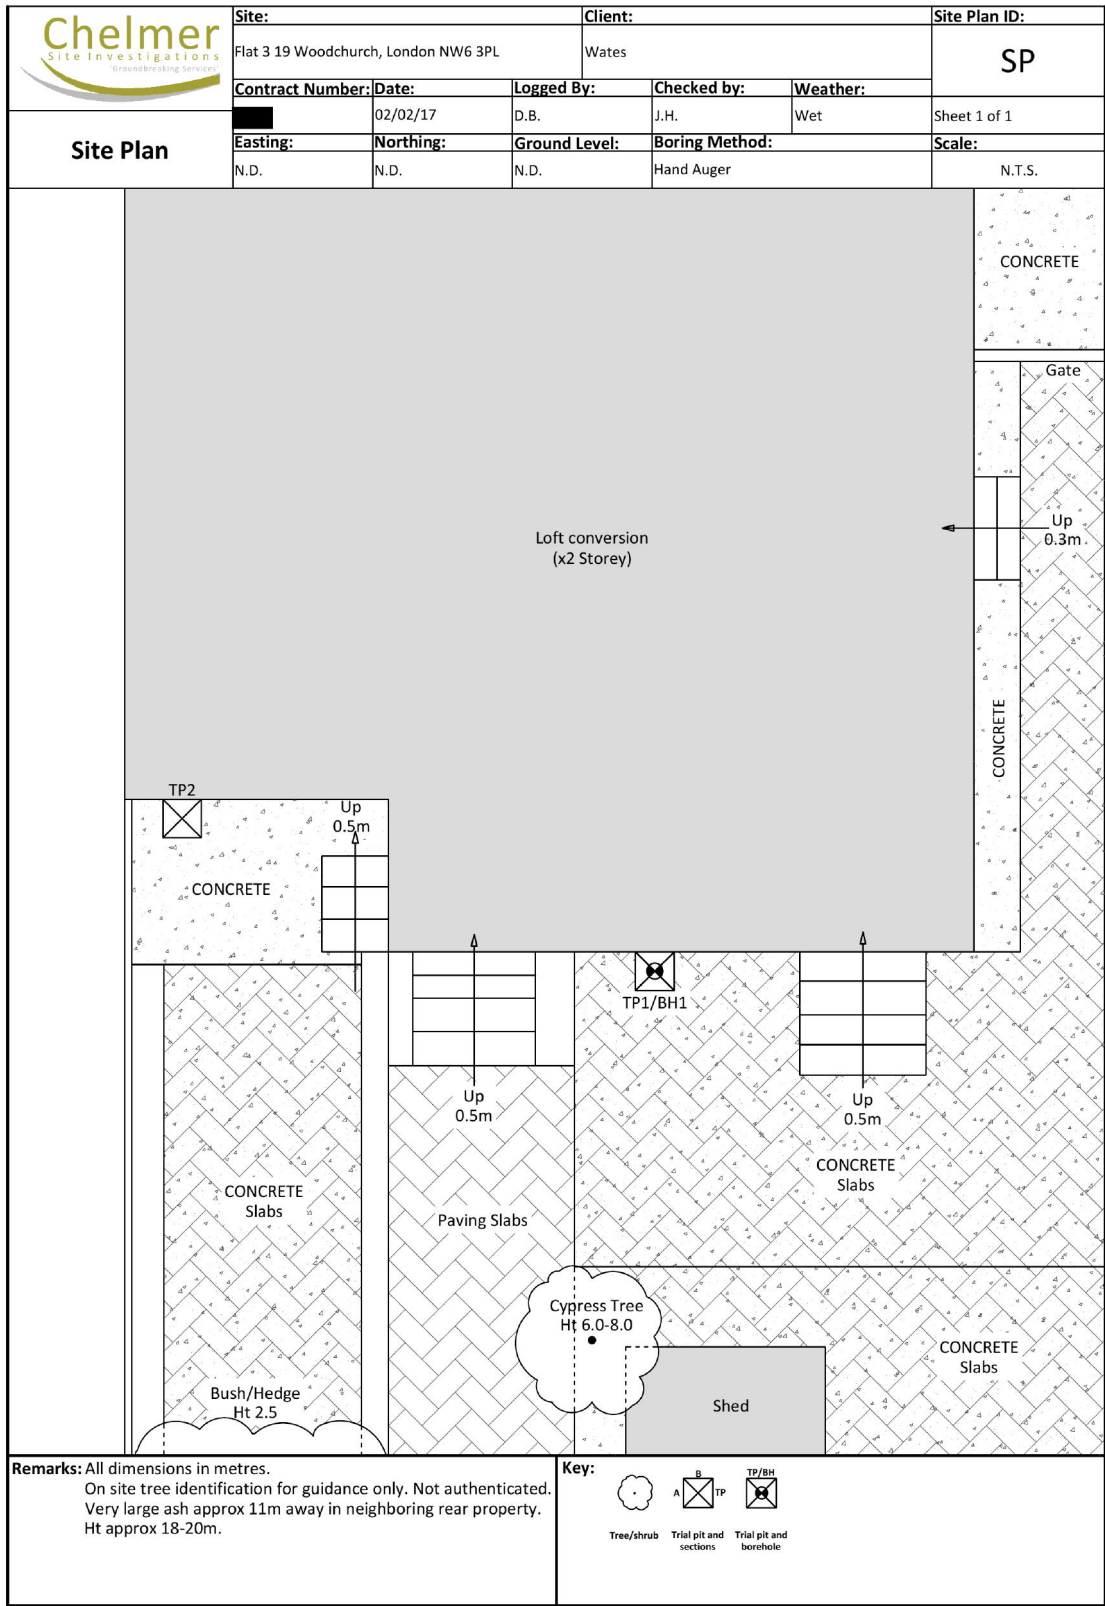 Chelmer
Site Investigations
'Groundbreaking Services'
Site Plan
Site:
Flat 3 19 Woodchurch, London NW6 3PL
Client:
Wates
Site Plan ID:
SP
Contract Number:
Date:
02/02/17
Logged By:
D.B.
Checked by:
J.H.
Weather:
Wet
Sheet 1 of 1
Easting:
N.D.
Northing:
N.D.
Ground Level:
N.D.
Boring Method:
Hand Auger
Scale:
N.T.S.
CONCRETE
Gate
Up
0.3m
Loft conversion
(x2 Storey)
CONCRETE
TP2
Up
0.5m
CONCRETE
TP1/BH1
Up
0.5m
Up
0.5m
CONCRETE
Slabs
CONCRETE
Slabs
Paving Slabs
Cypress Tree
Ht 6.0-8.0
CONCRETE
Slabs
Bush/Hedge
Ht 2.5
Shed
Remarks: All dimensions in metres.
On site tree identification for guidance only. Not authenticated.
Very large ash approx 11m away in neighboring rear property.
Ht approx 18-20m.
Key:
B
A
TP
TP/BH
Tree/shrub
Trial pit and
sections
Trial pit and
borehole